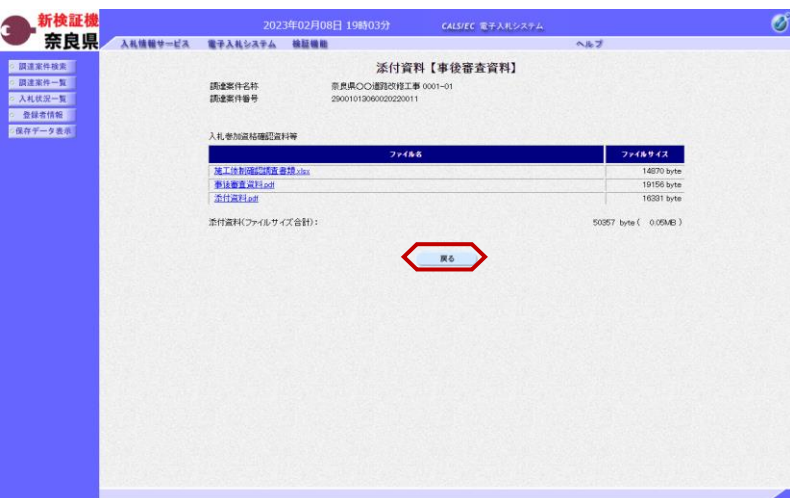 新検証機
奈良県
2023年02月08日 19時03分
CALS/EC 電子入札システム
入札情報サービス
電子入札システム
検証機能
ヘルプ
調達案件検索
調達案件一覧
入札状況一覧
登録者情報
保存データ表示
添付資料【事後審査資料】
調達案件名称 奈良県〇〇道路改修工事 0001-01
調達案件番号 29001013060020220011
入札参加資格確認資料等
ファイル名 ファイルサイズ
施工体制確認調査書類.xlsx 14870 byte
事後審査資料.pdf 19156 byte
添付資料.pdf 16331 byte
添付資料(ファイルサイズ合計): 50357 byte ( 0.05MB )
戻る